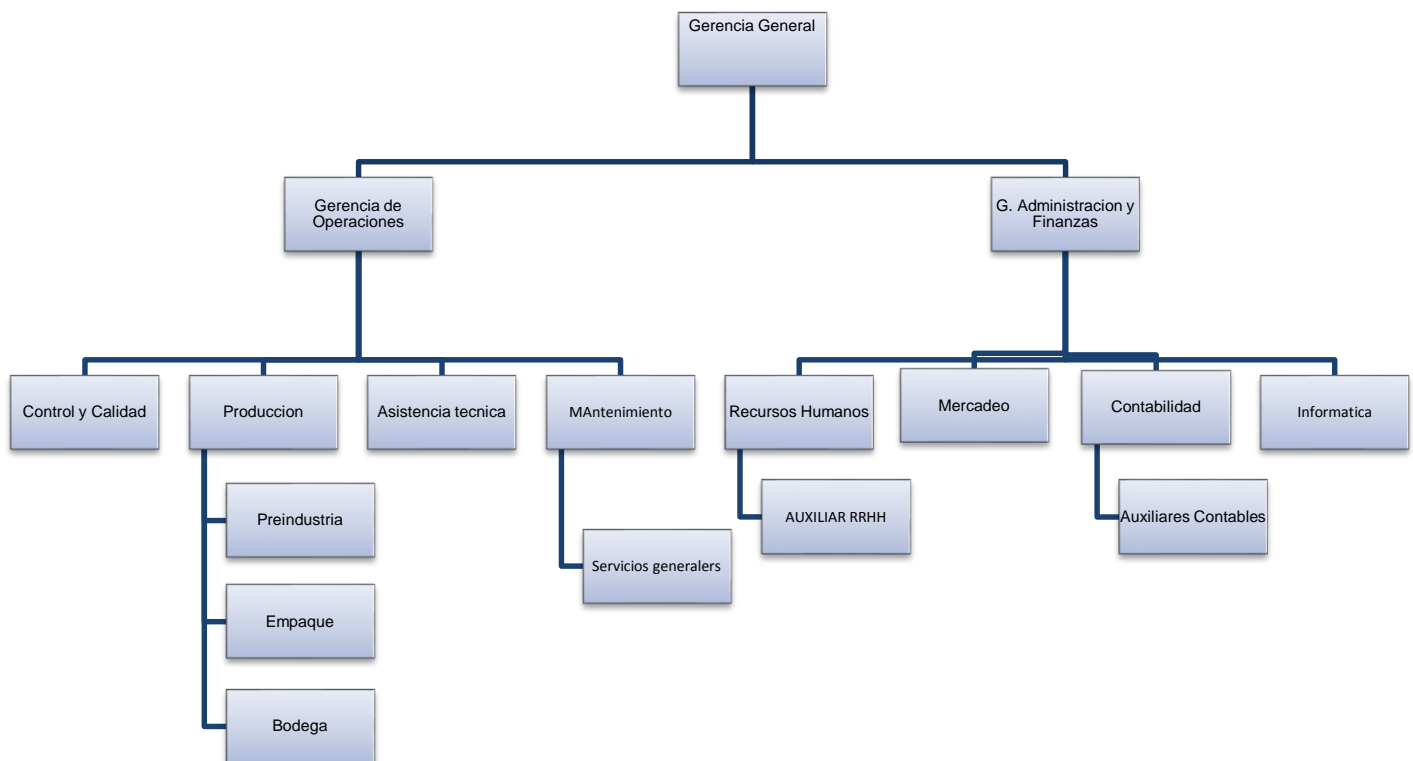 Gerencia General
Gerencia de
Operaciones
G. Administracion y
Finanzas
Control y Calidad
Produccion
Asistencia tecnica
MAntenimiento
Recursos Humanos
Mercadeo
Contabilidad
Informatica
Preindustria
AUXILIAR RRHH
Auxiliares Contables
Servicios generalers
Empaque
Bodega